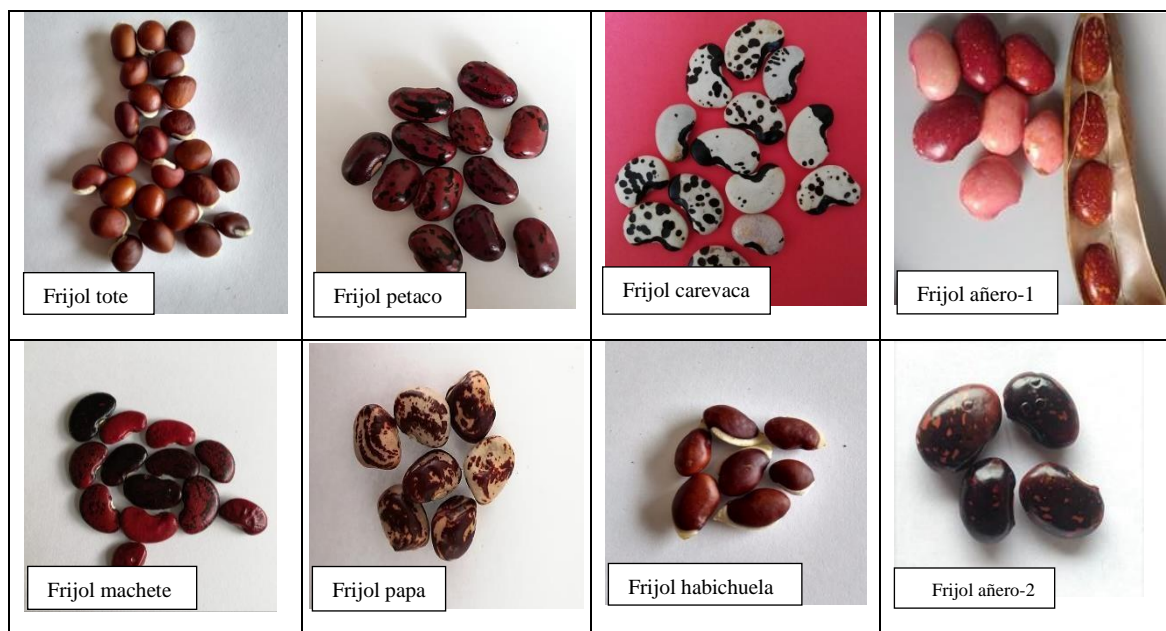 Frijol tote
Frijol petaco
Frijol carevaca
Frijol añero-1
Frijol machete
Frijol papa
Frijol habichuela
Frijol añero-2